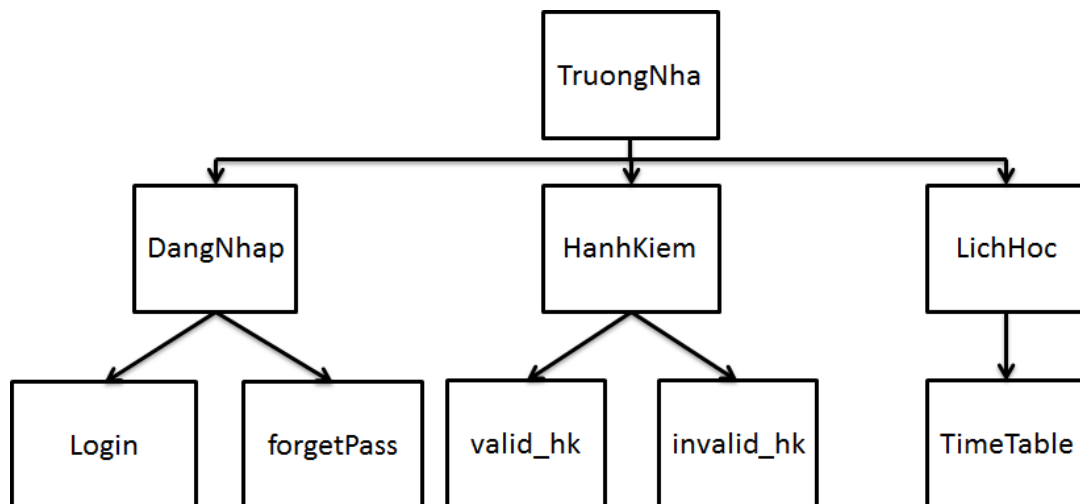 TruongNha
DangNhap
HanhKiem
LichHoc
Login
forgetPass
valid_hk
invalid_hk
TimeTable